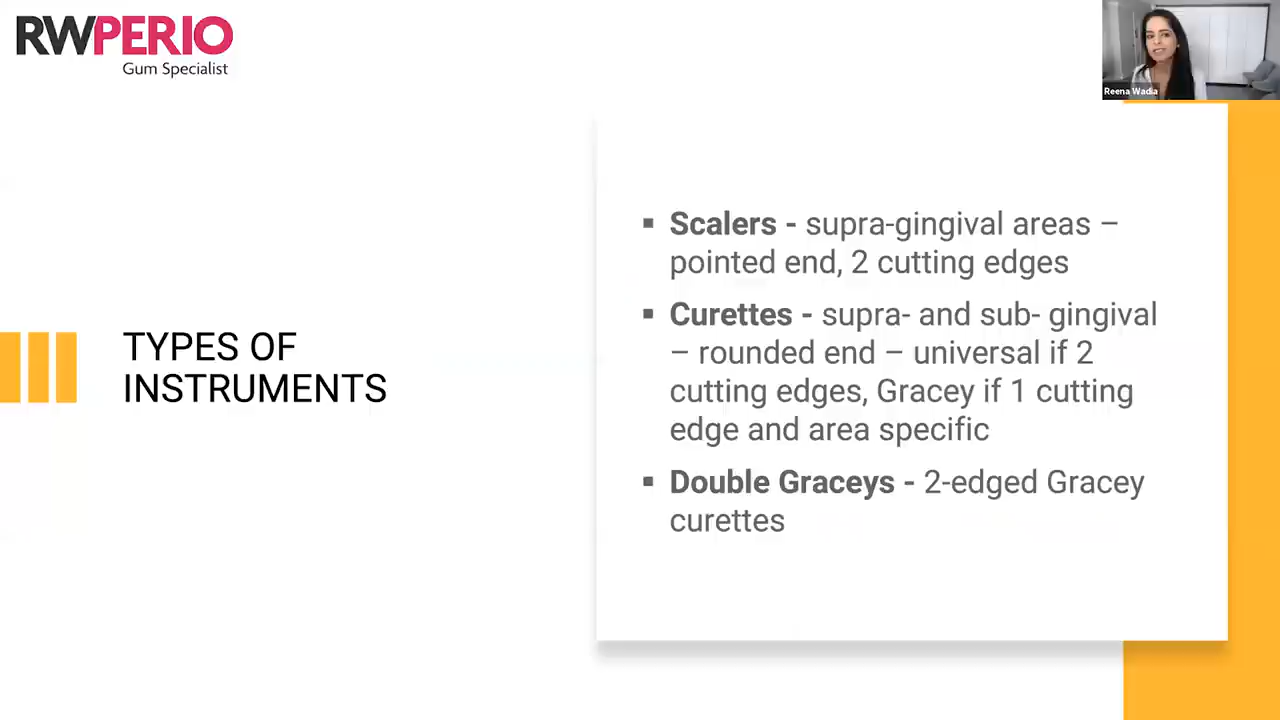 RWPERIO
Gum Specialist
Reena Wadia
TYPES OF
INSTRUMENTS
▪ Scalers - supra-gingival areas –
pointed end, 2 cutting edges
▪ Curettes - supra- and sub- gingival
– rounded end – universal if 2
cutting edges, Gracey if 1 cutting
edge and area specific
▪ Double Graceys - 2-edged Gracey
curettes